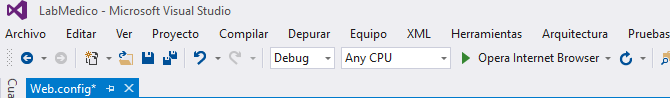 LabMedico - Microsoft Visual Studio
Archivo Editar Ver Proyecto Compilar Depurar Equipo XML Herramientas Arquitectura Pruebas
Debug Any CPU Opera Internet Browser
Web.config*